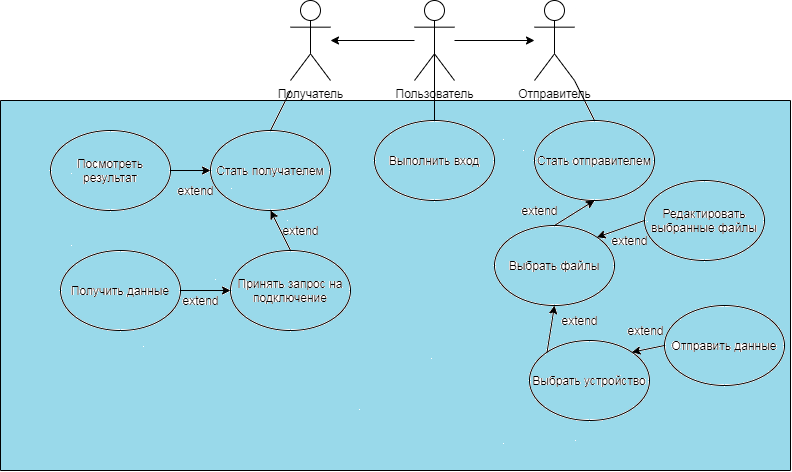 Получатель
Пользователь
Отправитель
Посмотреть
результат
extend
Стать получателем
Выполнить вход
Стать отправителем
extend
Редактировать
выбранные файлы
extend
extend
Выбрать файлы
Получить данные
extend
Принять запрос на
подключение
extend
extend
Отправить данные
Выбрать устройство